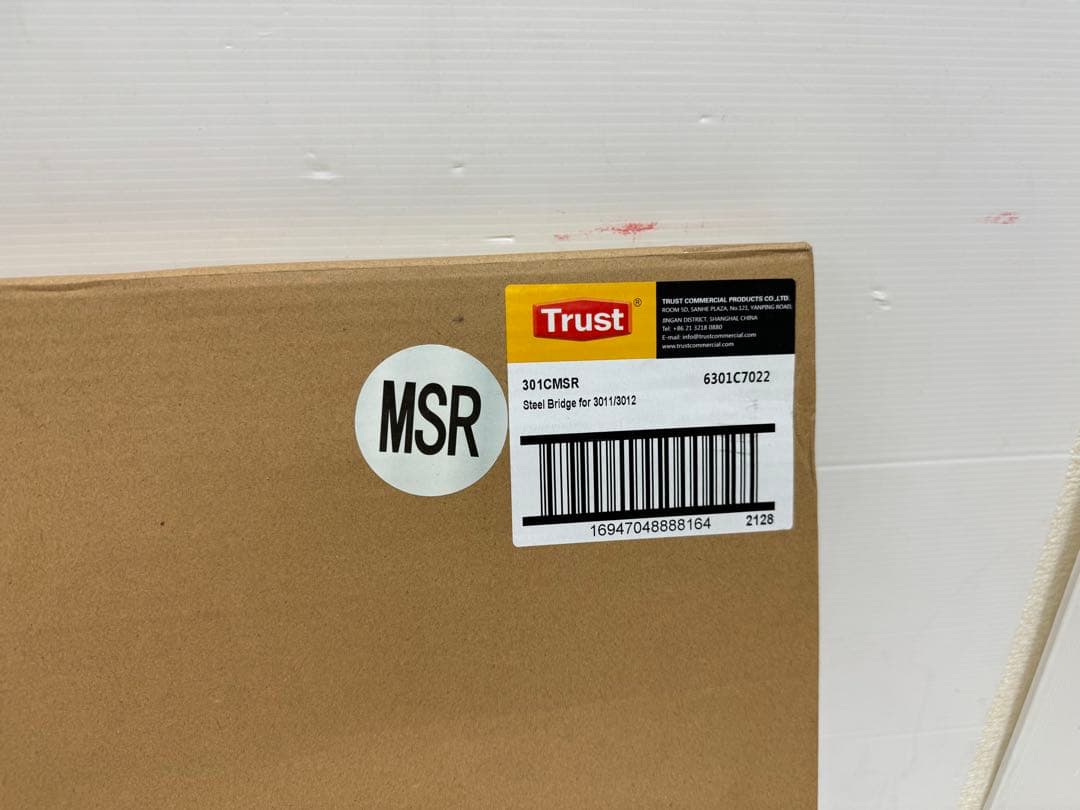 MSR
Trust®
TRUST COMMERCIAL PRODUCTS CO.,LTD.
ROOM 5D, SANHE PLAZA, No.121, YANPING ROAD,
JINGAN DISTRICT, SHANGHAI, CHINA
Tel: +86 21 3218 0880
E-mail: info@trustcommercial.com
www.trustcommercial.com
301CMSR 6301C7022
Steel Bridge for 3011/3012
16947048888164 2128